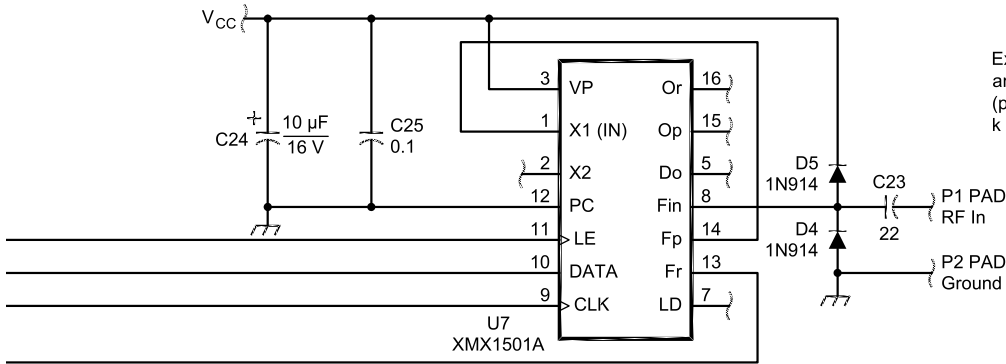 V CC
Ex
an
(p
k
3 VP Or 16
10 µF
16 V
C24
+
C25
0.1
1 X1 (IN) Op 15
2 X2 Do 5
D5
1N914
C23
22
12 PC Fin 8
P1 PAD
RF In
11 LE Fp 14
D4
1N914
10 DATA Fr 13
P2 PAD
Ground
9 CLK LD 7
U7
XMX1501A